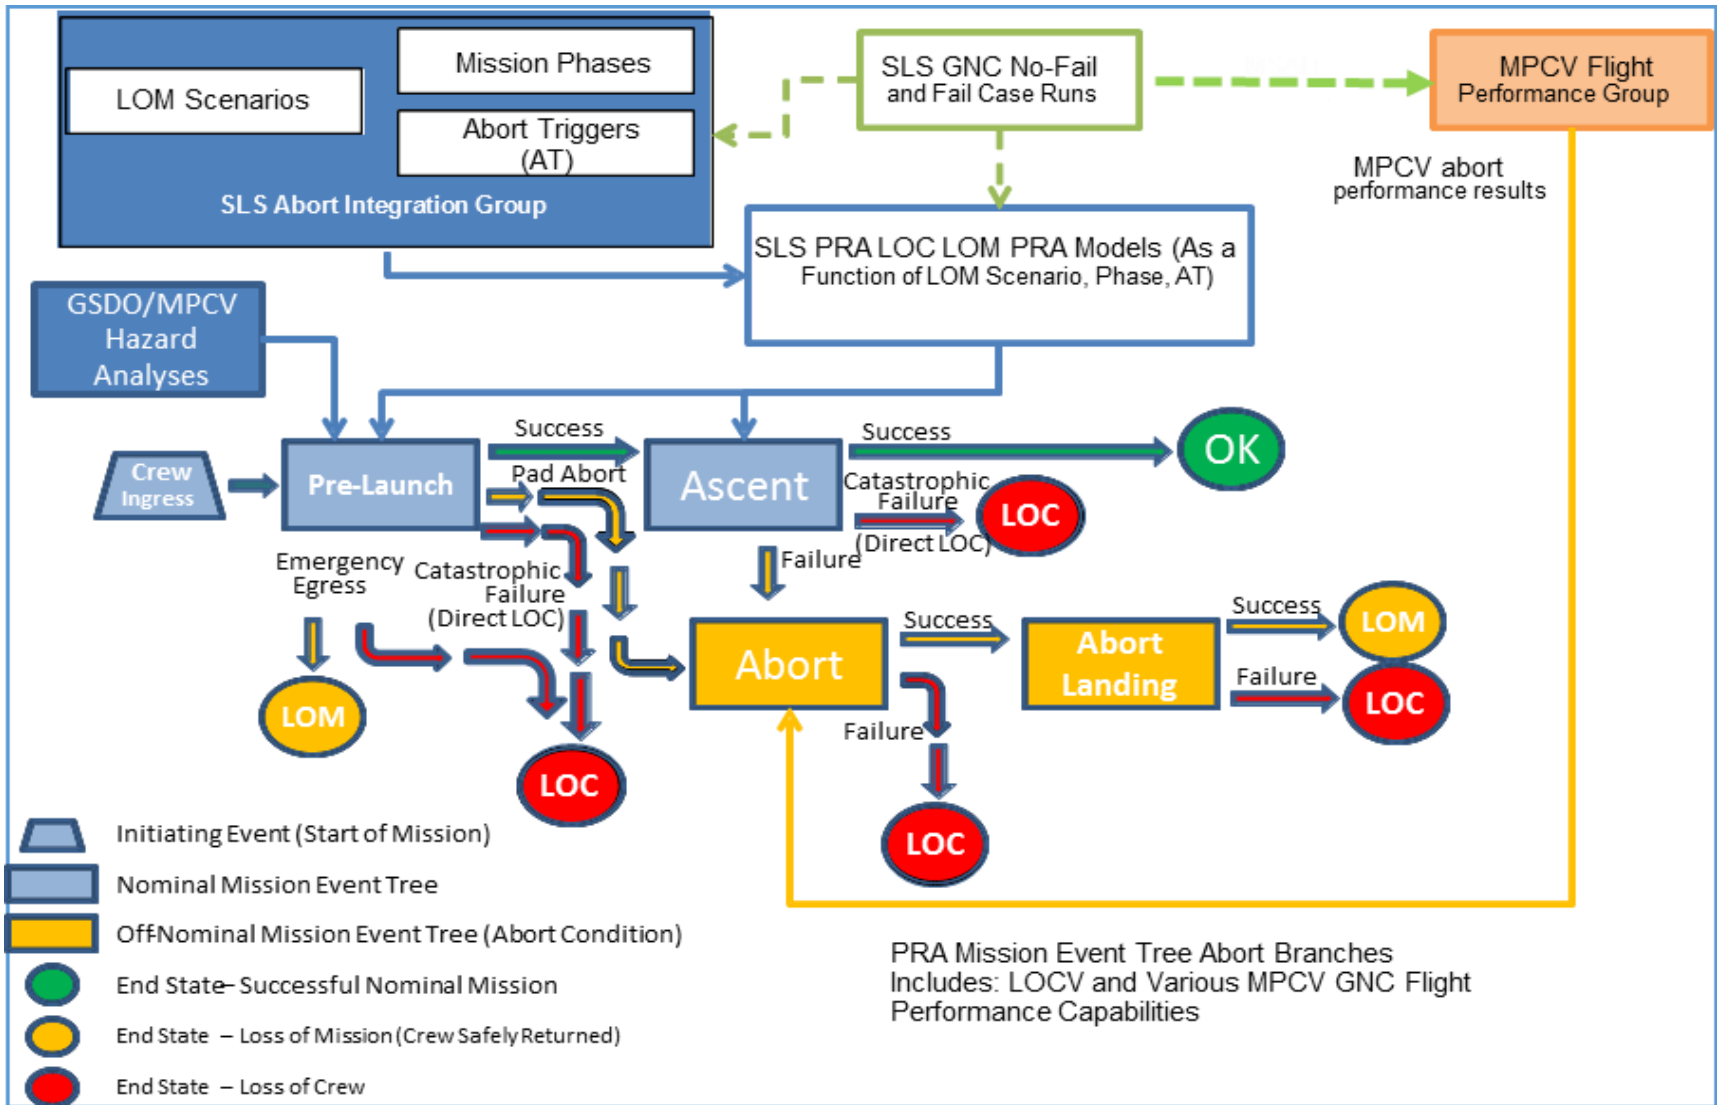 LOM Scenarios
Mission Phases
Abort Triggers
(AT)
SLS Abort Integration Group
SLS GNC No-Fail
and Fail Case Runs
MPCV Flight
Performance Group
MPCV abort
performance results
SLS PRA LOC LOM PRA Models (As a
Function of LOM Scenario, Phase, AT)
GSDO/MPCV
Hazard
Analyses
Crew
Ingress
Pre-Launch
Success
Pad Abort
Ascent
Success
OK
Catastrophic
Failure
(Direct LOC)
LOC
Failure
Emergency
Egress
Catastrophic
Failure
(Direct LOC)
LOM
LOC
Abort
Success
Failure
LOC
Abort
Landing
Success
LOM
Failure
LOC
Initiating Event (Start of Mission)
Nominal Mission Event Tree
Off-Nominal Mission Event Tree (Abort Condition)
End State– Successful Nominal Mission
End State – Loss of Mission (Crew Safely Returned)
End State – Loss of Crew
PRA Mission Event Tree Abort Branches
Includes: LOCV and Various MPCV GNC Flight
Performance Capabilities